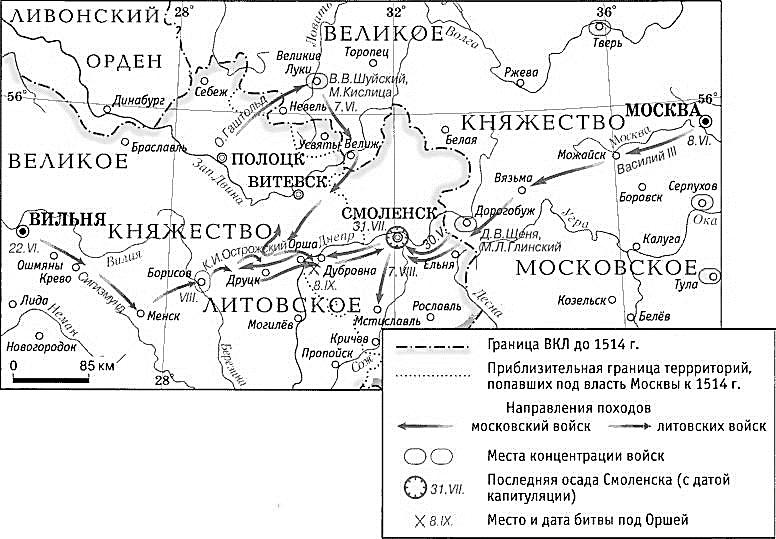 ЛИВОНСКИЙ
ОРДЕН
28°
32
36°
Ловать
ВЕЛИКОЕ
Волга
Тверь
Торопец
Великие
Луки
В.В.Шуйский,
М.Кислица
7.VI.
Ржева
Себеж
56°
Динабург
О.Гаштольд
Невель
КНЯЖЕСТВО
МОСКВА
56°
Москва
8.VI.
Василий III
Можайск
Браславль
ВЕЛИКОЕ
Зап.Двина
ПОЛОЦК
Усвяты
Велиж
Белая
ВИТЕВСК
Вязьма
Боровск
Серпухов
Ока
СМОЛЕНСК
31.VII.
Дорогобуж
Угра
Д.В.Щеня,
М.Л.Глинский
Калуга
ВИЛЬНЯ
22.VI.
КНЯЖЕСТВО
К.И.Острожский
Днепр
Орша
30.V.
Ельня
МОСКОВСКОЕ
Тула
Вилия
Ошмяны
Крево
Сигизмунд
Борисов
VIII.
Друцк
Дубровна
8.IX.
7.VIII.
Десна
Козельск
Белёв
Лида
Неман
Менск
ЛИТОВСКОЕ
Могилёв
Мстиславль
Рославль
Новогородок
Березина
Кричев
Пропойск
Сож
0
85 км
28°
Граница ВКЛ до 1514 г.
Приблизительная граница террриторий,
попавших под власть Москвы к 1514 г.
Направления походов
московский войск
литовских войск
Места концентрации войск
31.VII.
Последняя осада Смоленска (с датой
капитуляции)
8.IX.
Место и дата битвы под Оршей